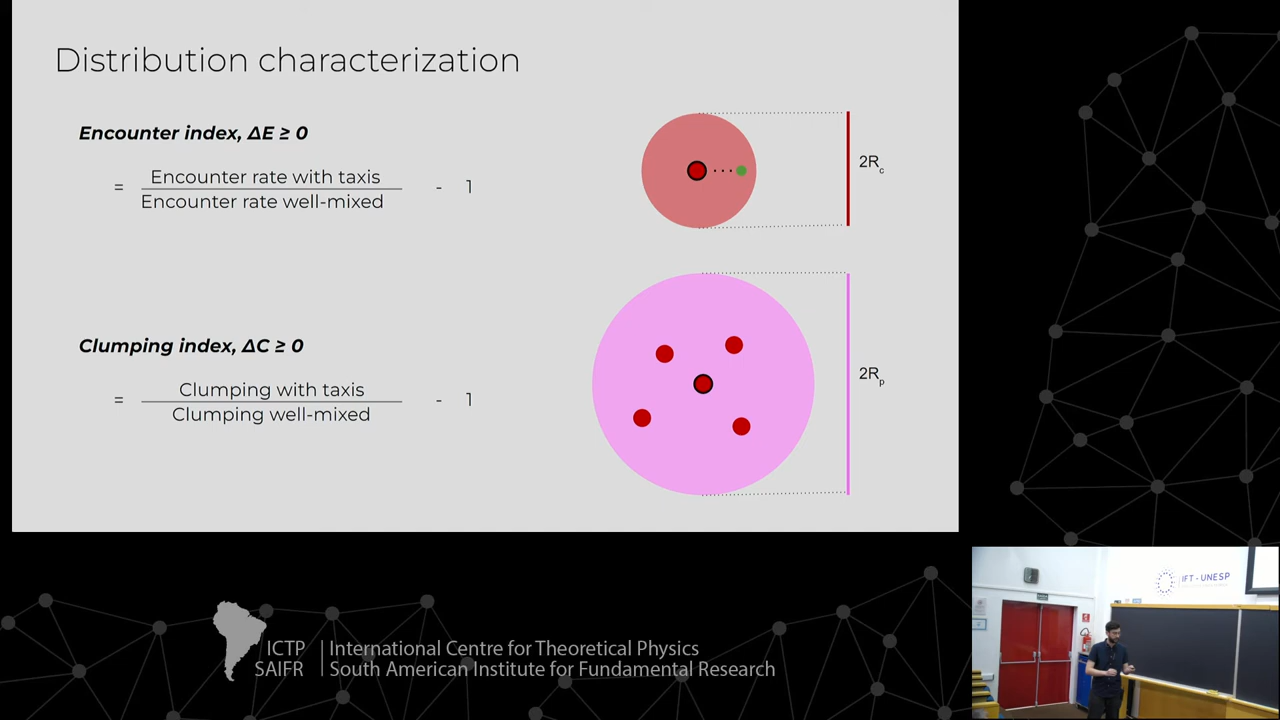 Distribution characterization
Encounter index, ΔE ≥ 0
= Encounter rate with taxis - 1
Encounter rate well-mixed
2Rc
Clumping index, ΔC ≥ 0
= Clumping with taxis - 1
Clumping well-mixed
2Rp
IFT - UNESP
ICTP
SAIFR
International Centre for Theoretical Physics
South American Institute for Fundamental Research